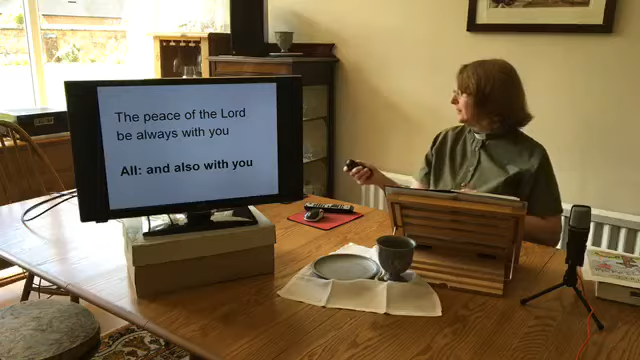 The peace of the Lord
be always with you
All: and also with you